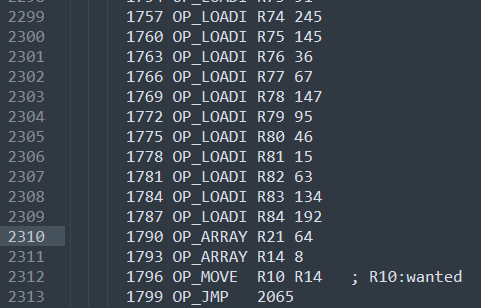 2299 1757 OP_LOADI R74 245
2300 1760 OP_LOADI R75 145
2301 1763 OP_LOADI R76 36
2302 1766 OP_LOADI R77 67
2303 1769 OP_LOADI R78 147
2304 1772 OP_LOADI R79 95
2305 1775 OP_LOADI R80 46
2306 1778 OP_LOADI R81 15
2307 1781 OP_LOADI R82 63
2308 1784 OP_LOADI R83 134
2309 1787 OP_LOADI R84 192
2310 1790 OP_ARRAY R21 64
2311 1793 OP_ARRAY R14 8
2312 1796 OP_MOVE R10 R14 ; R10:wanted
2313 1799 OP_JMP 2065